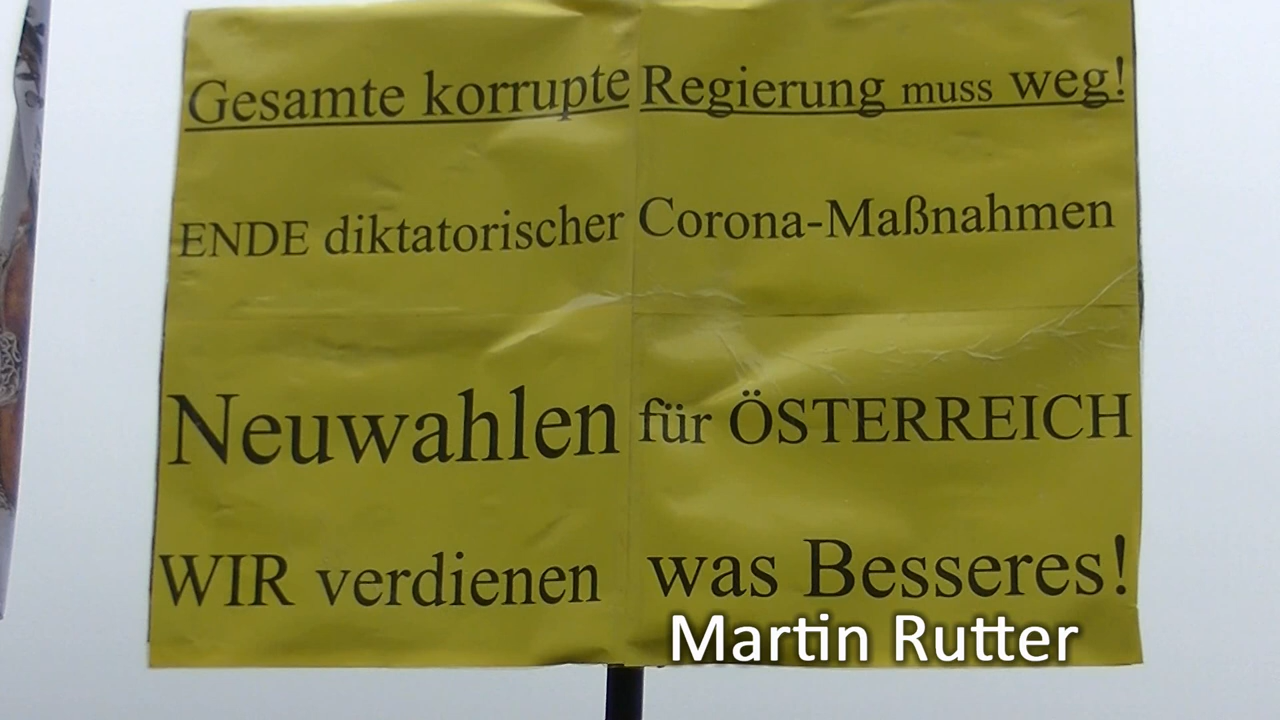 Gesamte korrupte Regierung muss weg!
ENDE diktatorischer Corona-Maßnahmen
Neuwahlen für ÖSTERREICH
WIR verdienen was Besseres!
Martin Rutter